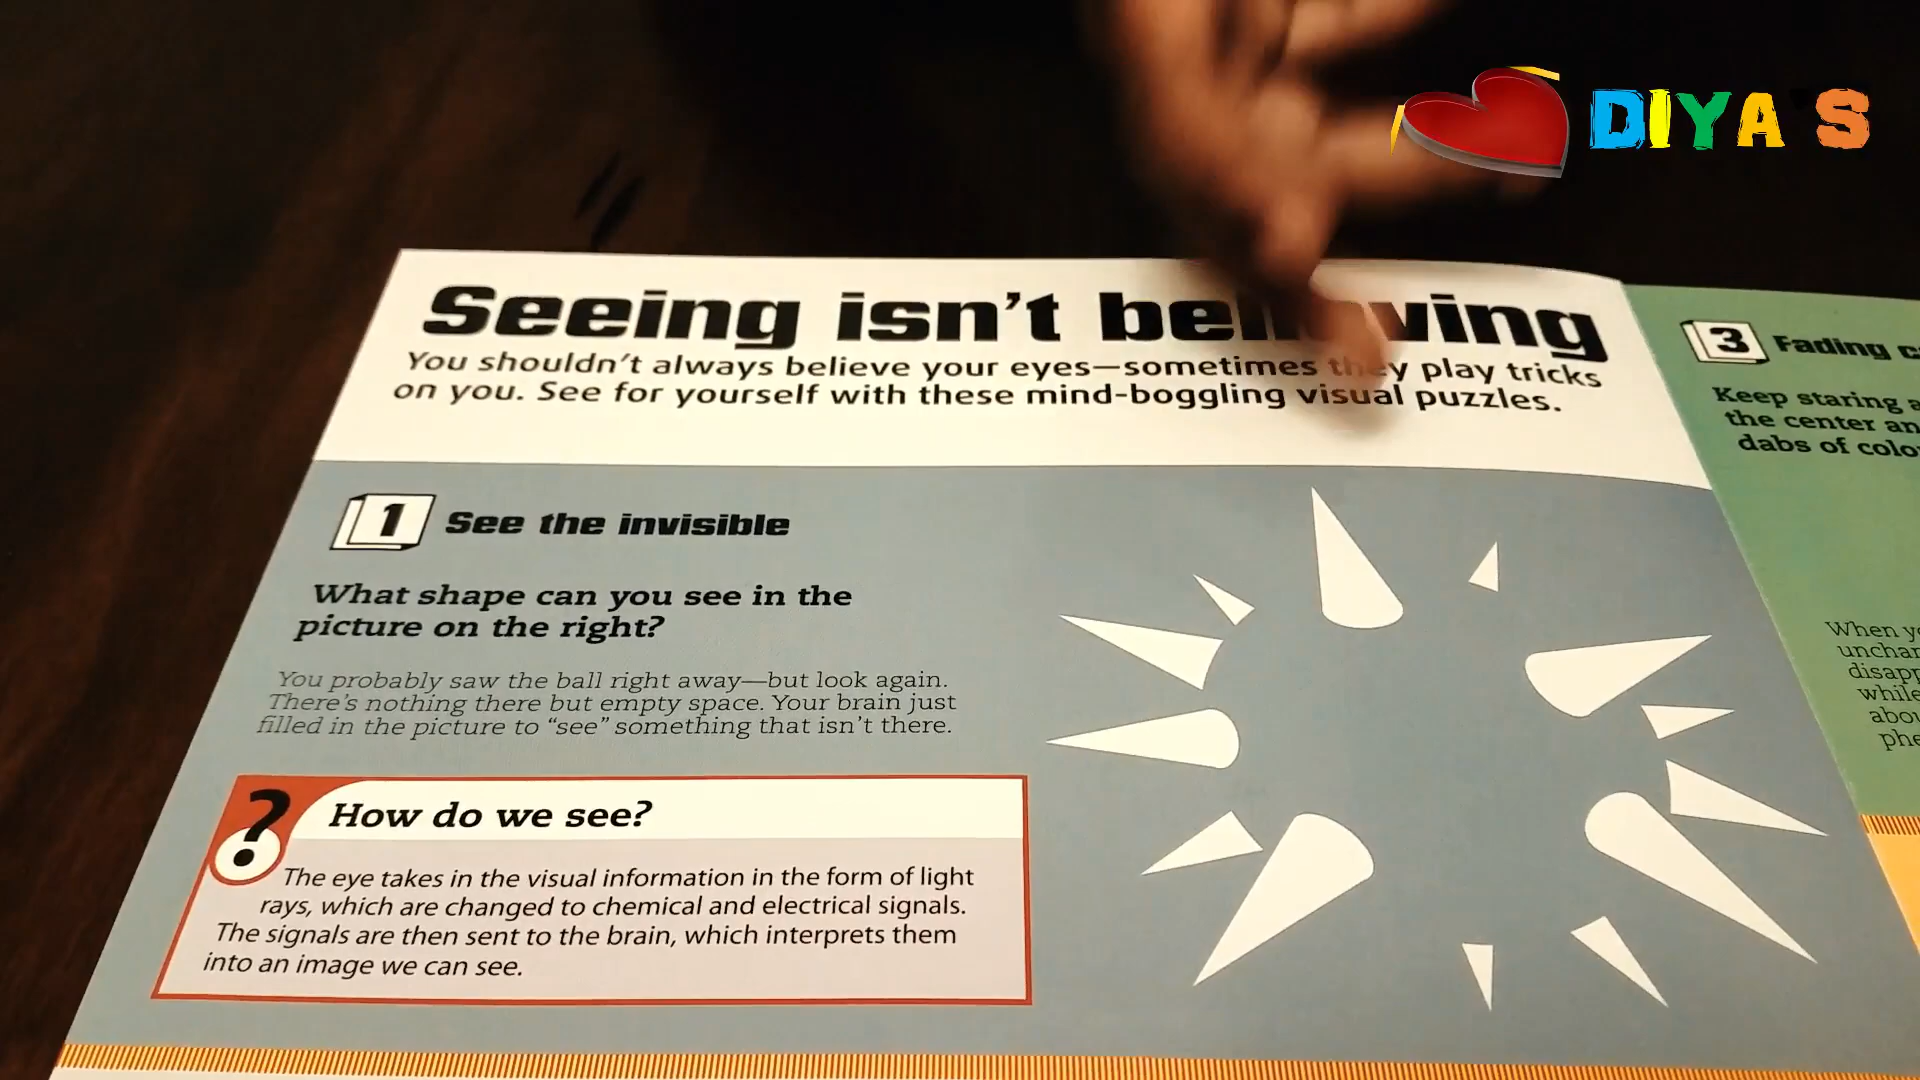 DIYA'S
Seeing isn't believing
You shouldn't always believe your eyes—sometimes they play tricks
on you. See for yourself with these mind-boggling visual puzzles.
1 See the invisible
What shape can you see in the
picture on the right?
You probably saw the ball right away—but look again.
There's nothing there but empty space. Your brain just
filled in the picture to “see” something that isn't there.
? How do we see?
The eye takes in the visual information in the form of light
rays, which are changed to chemical and electrical signals.
The signals are then sent to the brain, which interprets them
into an image we can see.
3 Fading
Keep staring
the center
dabs of
When
while